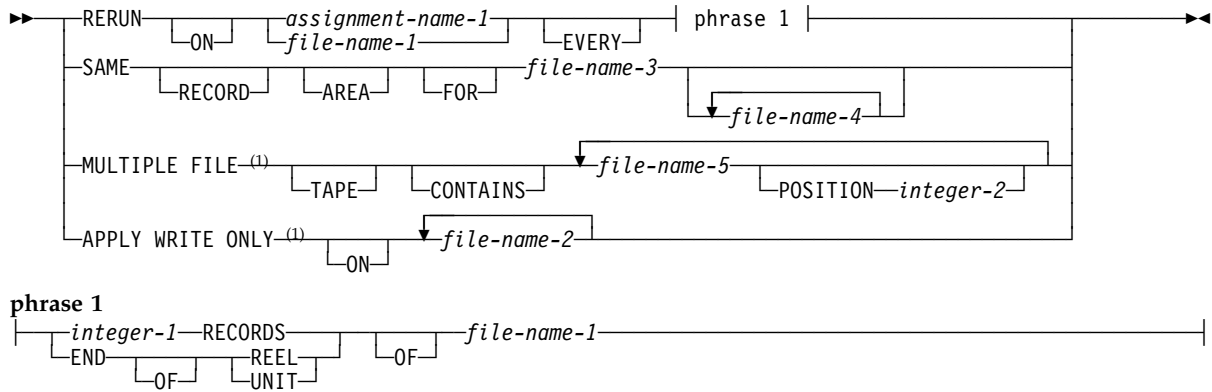 RERUN ON assignment-name-1 EVERY phrase 1
file-name-1
SAME RECORD AREA FOR file-name-3
file-name-4
MULTIPLE FILE (1) TAPE CONTAINS file-name-5 POSITION integer-2
APPLY WRITE ONLY (1) ON file-name-2
phrase 1
integer-1 RECORDS OF file-name-1
END OF REEL
UNIT